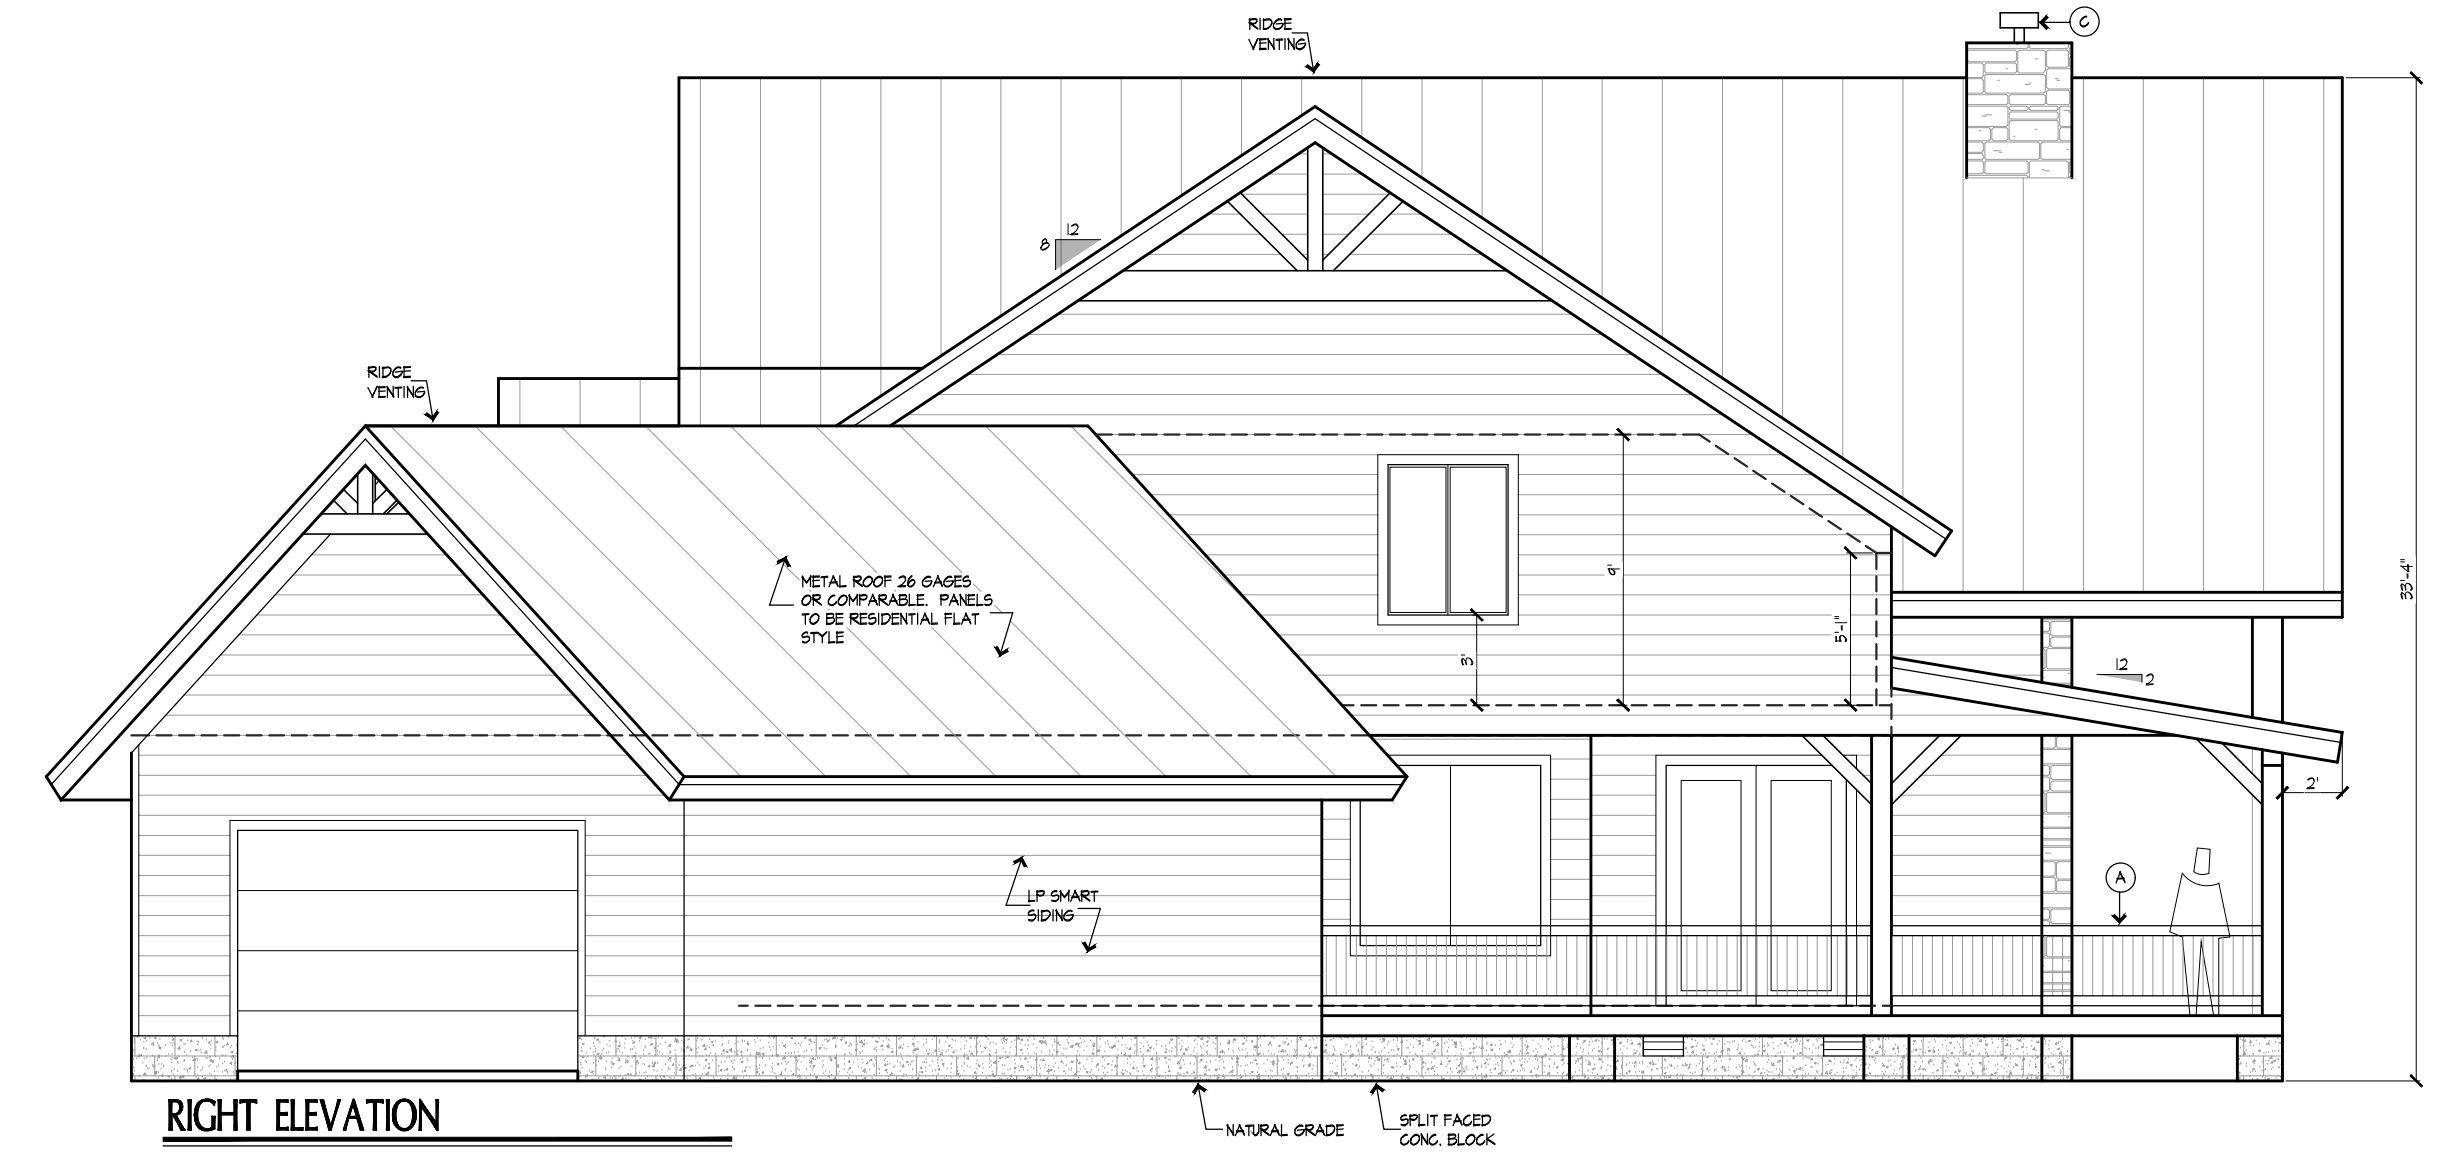 RIDGE
VENTING
C
12
8
RIDGE
VENTING
METAL ROOF 26 GAGES
OR COMPARABLE. PANELS
TO BE RESIDENTIAL FLAT
STYLE
9'
5'-1"
3'
33'-4"
12
2
2'
A
LP SMART
SIDING
NATURAL GRADE
SPLIT FACED
CONC. BLOCK
RIGHT ELEVATION